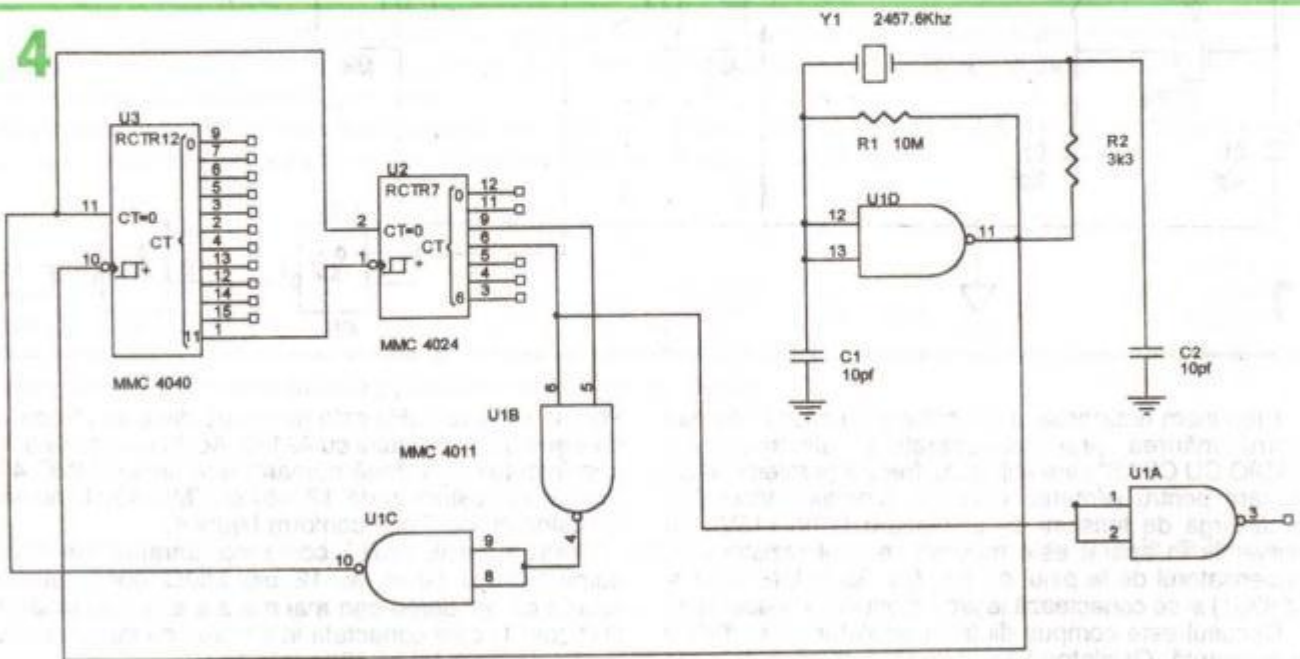 4
Y1 2457.6Khz
R1 10M
R2
3k3
U3
RCTR12
0
9
7
6
5
3
2
4
13
12
14
15
1
11
11
CT=0
CT
10
+
MMC 4040
U2
RCTR7
0
12
11
9
6
5
4
3
6
2
CT=0
CT
1
+
MMC 4024
U1D
12
13
11
C1
10pf
C2
10pf
6
5
U1B
MMC 4011
4
U1C
10
9
8
U1A
1
2
3